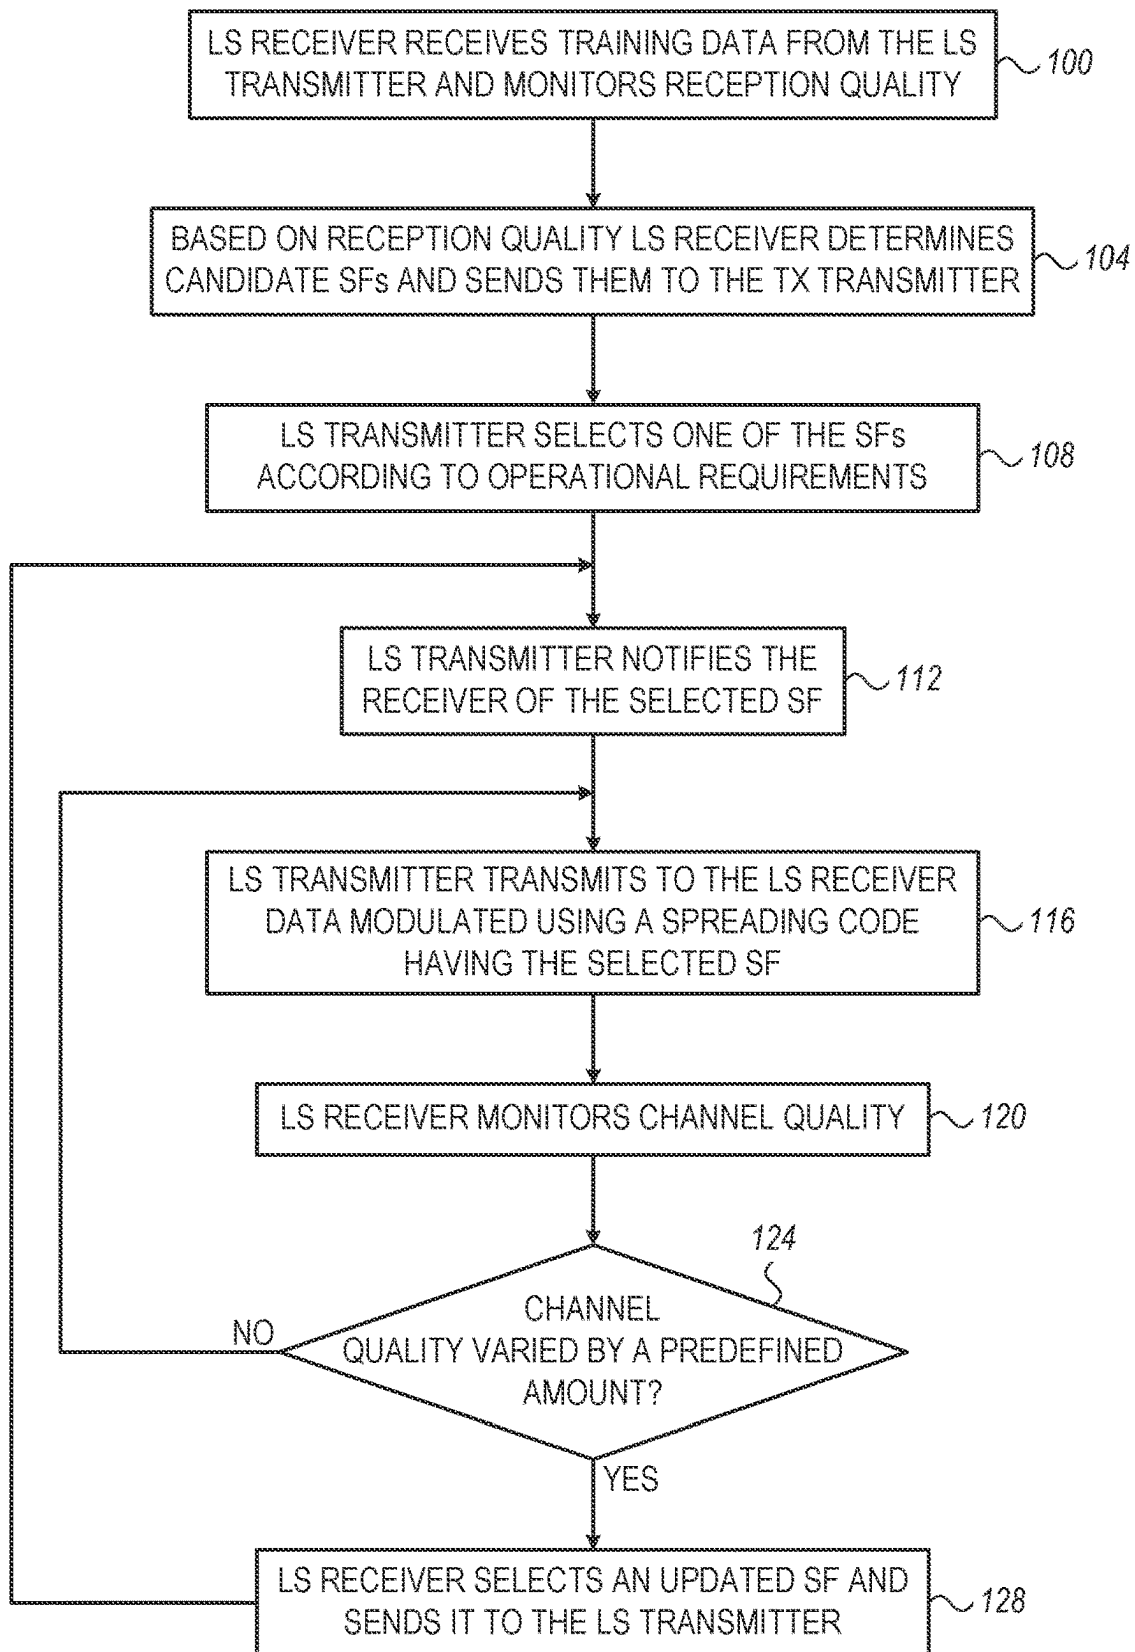 LS RECEIVER RECEIVES TRAINING DATA FROM THE LS
TRANSMITTER AND MONITORS RECEPTION QUALITY
100
BASED ON RECEPTION QUALITY LS RECEIVER DETERMINES
CANDIDATE SFs AND SENDS THEM TO THE TX TRANSMITTER
104
LS TRANSMITTER SELECTS ONE OF THE SFs
ACCORDING TO OPERATIONAL REQUIREMENTS
108
LS TRANSMITTER NOTIFIES THE
RECEIVER OF THE SELECTED SF
112
LS TRANSMITTER TRANSMITS TO THE LS RECEIVER
DATA MODULATED USING A SPREADING CODE
HAVING THE SELECTED SF
116
LS RECEIVER MONITORS CHANNEL QUALITY
120
124
CHANNEL
QUALITY VARIED BY A PREDEFINED
AMOUNT?
NO
YES
LS RECEIVER SELECTS AN UPDATED SF AND
SENDS IT TO THE LS TRANSMITTER
128